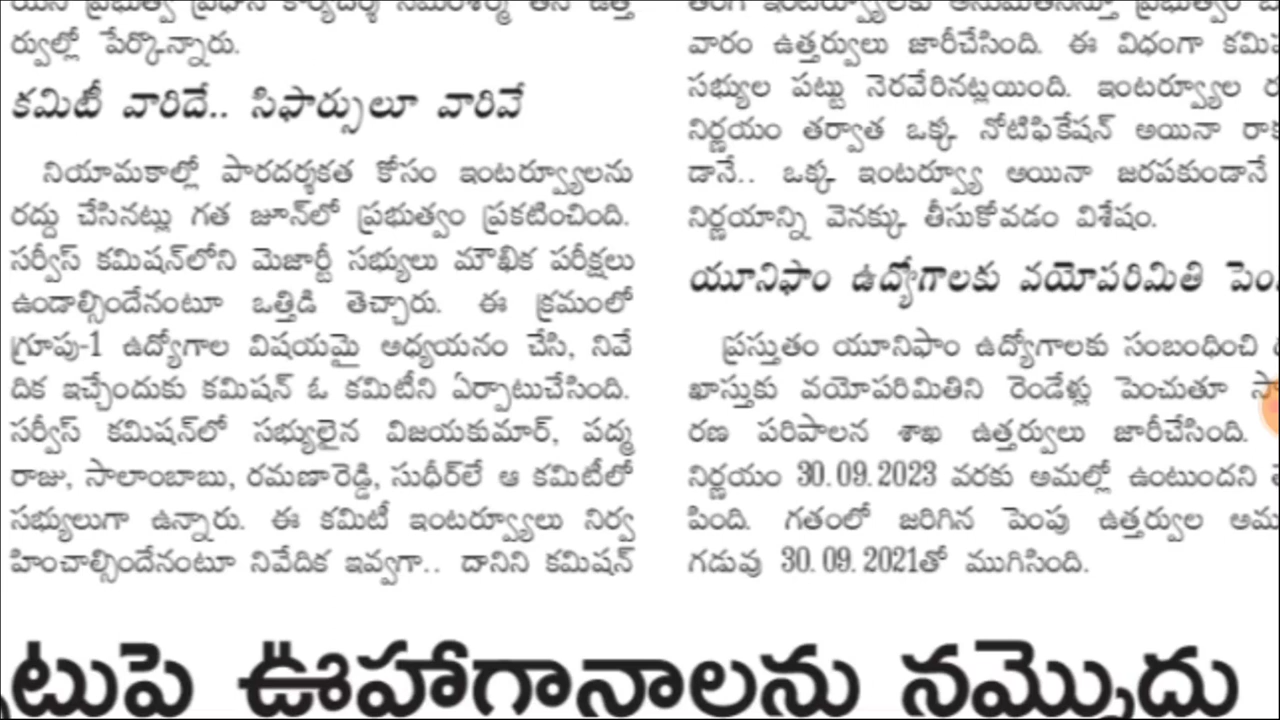 ర్వుల్లో పేర్కొన్నారు.
కమిటీ వారిదే.. సిఫార్సులూ వారివే
నియామకాల్లో పారదర్శకత కోసం ఇంటర్వ్యూలను
రద్దు చేసినట్లు గత జూన్‌లో ప్రభుత్వం ప్రకటించింది.
సర్వీస్ కమిషన్‌లోని మెజార్టీ సభ్యులు మౌఖిక పరీక్షలు
ఉండాల్సిందేనంటూ ఒత్తిడి తెచ్చారు. ఈ క్రమంలో
గ్రూపు-1 ఉద్యోగాల విషయమై అధ్యయనం చేసి, నివే
దిక ఇచ్చేందుకు కమిషన్ ఓ కమిటీని ఏర్పాటుచేసింది.
సర్వీస్ కమిషన్‌లో సభ్యులైన విజయకుమార్, పద్మ
రాజు, సాలాంబాబు, రమణారెడ్డి, సుధీర్‌లే ఆ కమిటీలో
సభ్యులుగా ఉన్నారు. ఈ కమిటీ ఇంటర్వ్యూలు నిర్వ
హించాల్సిందేనంటూ నివేదిక ఇవ్వగా.. దానిని కమిషన్
వారం ఉత్తర్వులు జారీచేసింది. ఈ విధంగా
సభ్యుల పట్టు నెరవేరినట్లయింది. ఇంటర్వ్యూల
నిర్ణయం తర్వాత ఒక్క నోటిఫికేషన్ అయినా
డానే.. ఒక్క ఇంటర్వ్యూ అయినా జరపకుండానే
నిర్ణయాన్ని వెనక్కు తీసుకోవడం విశేషం.
యూనిఫాం ఉద్యోగాలకు వయోపరిమితి
ప్రస్తుతం యూనిఫాం ఉద్యోగాలకు సంబంధించి
ఖాస్తుకు వయోపరిమితిని రెండేళ్లు పెంచుతూ
రణ పరిపాలన శాఖ ఉత్తర్వులు జారీచేసింది.
నిర్ణయం 30.09.2023 వరకు అమల్లో ఉంటుందని
పింది. గతంలో జరిగిన పెంపు ఉత్తర్వుల
గడువు 30.09.2021తో ముగిసింది.
ఊహాగానాలను నమ్మొదు